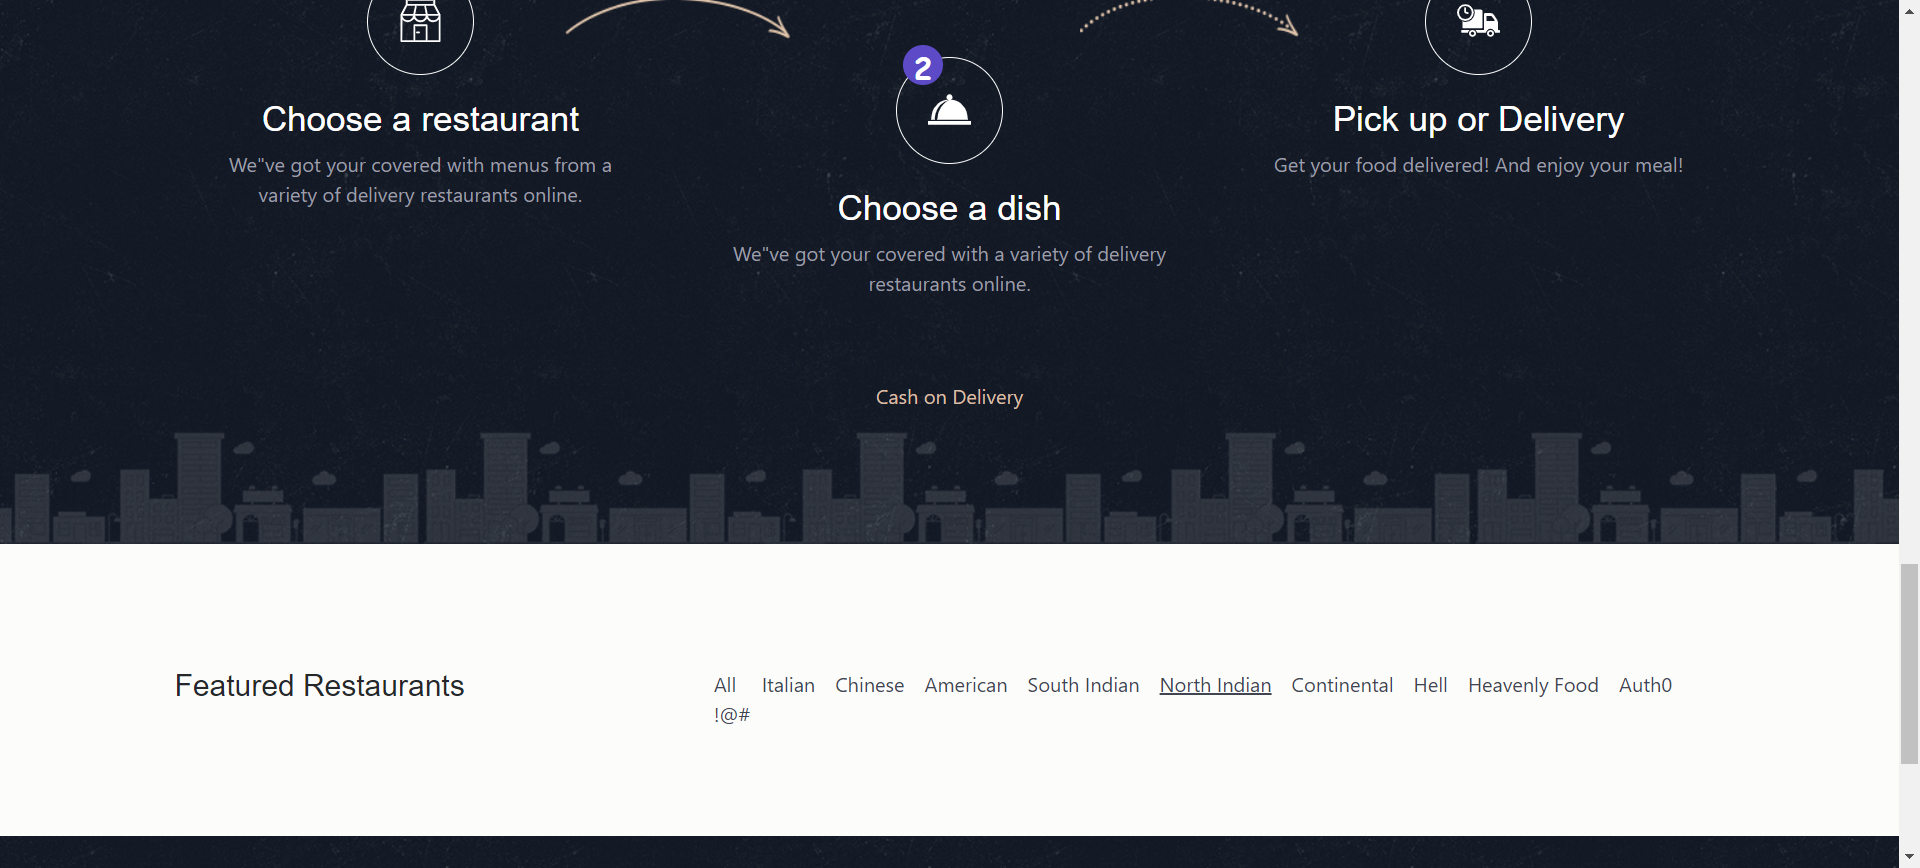 Choose a restaurant
We"ve got your covered with menus from a
variety of delivery restaurants online.
2
Choose a dish
We"ve got your covered with a variety of delivery
restaurants online.
Pick up or Delivery
Get your food delivered! And enjoy your meal!
Cash on Delivery
Featured Restaurants
All Italian Chinese American South Indian North Indian Continental Hell Heavenly Food Auth0
!@#